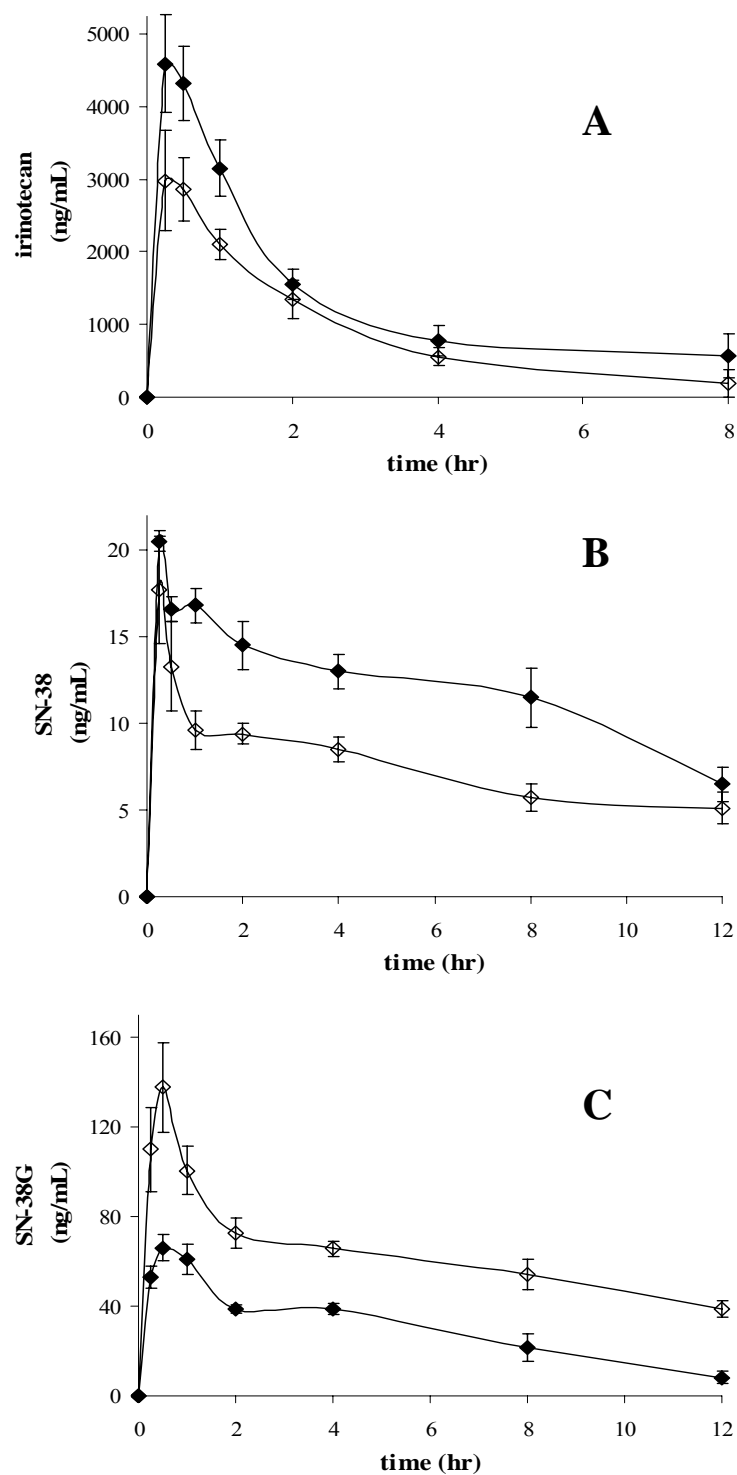 A
irinotecan
(ng/mL)
5000
4000
3000
2000
1000
0
0 2 4 6 8
time (hr)
B
SN-38
(ng/mL)
20
15
10
5
0
0 2 4 6 8 10 12
time (hr)
C
SN-38G
(ng/mL)
160
120
80
40
0
0 2 4 6 8 10 12
time (hr)